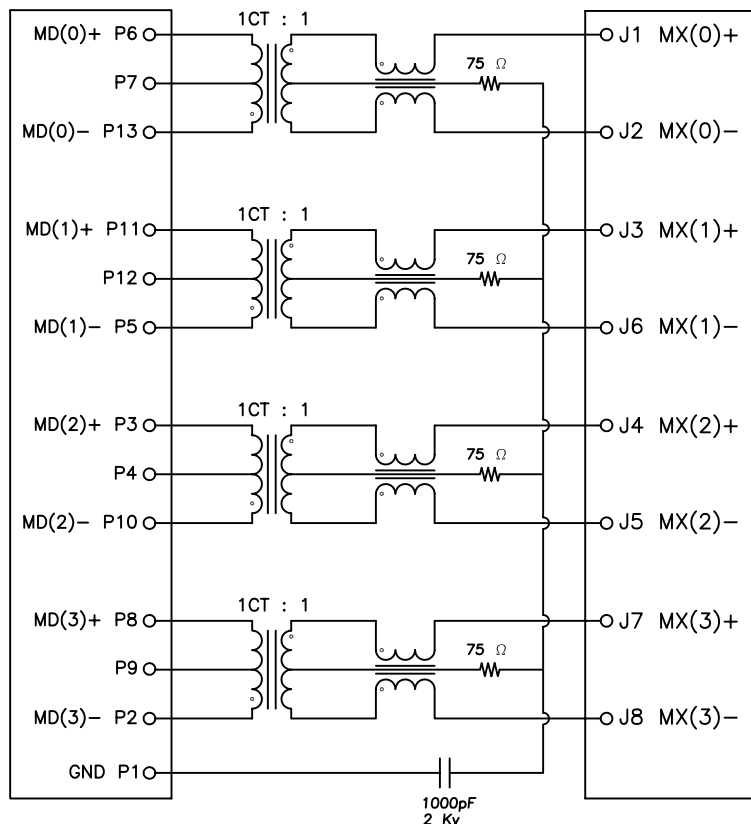 1CT : 1
MD(0)+ P6
J1 MX(0)+
75 Ω
P7
MD(0)- P13
J2 MX(0)-
1CT : 1
MD(1)+ P11
J3 MX(1)+
75 Ω
P12
MD(1)- P5
J6 MX(1)-
1CT : 1
MD(2)+ P3
J4 MX(2)+
75 Ω
P4
MD(2)- P10
J5 MX(2)-
1CT : 1
MD(3)+ P8
J7 MX(3)+
75 Ω
P9
MD(3)- P2
J8 MX(3)-
GND P1
1000pF
2 Kv